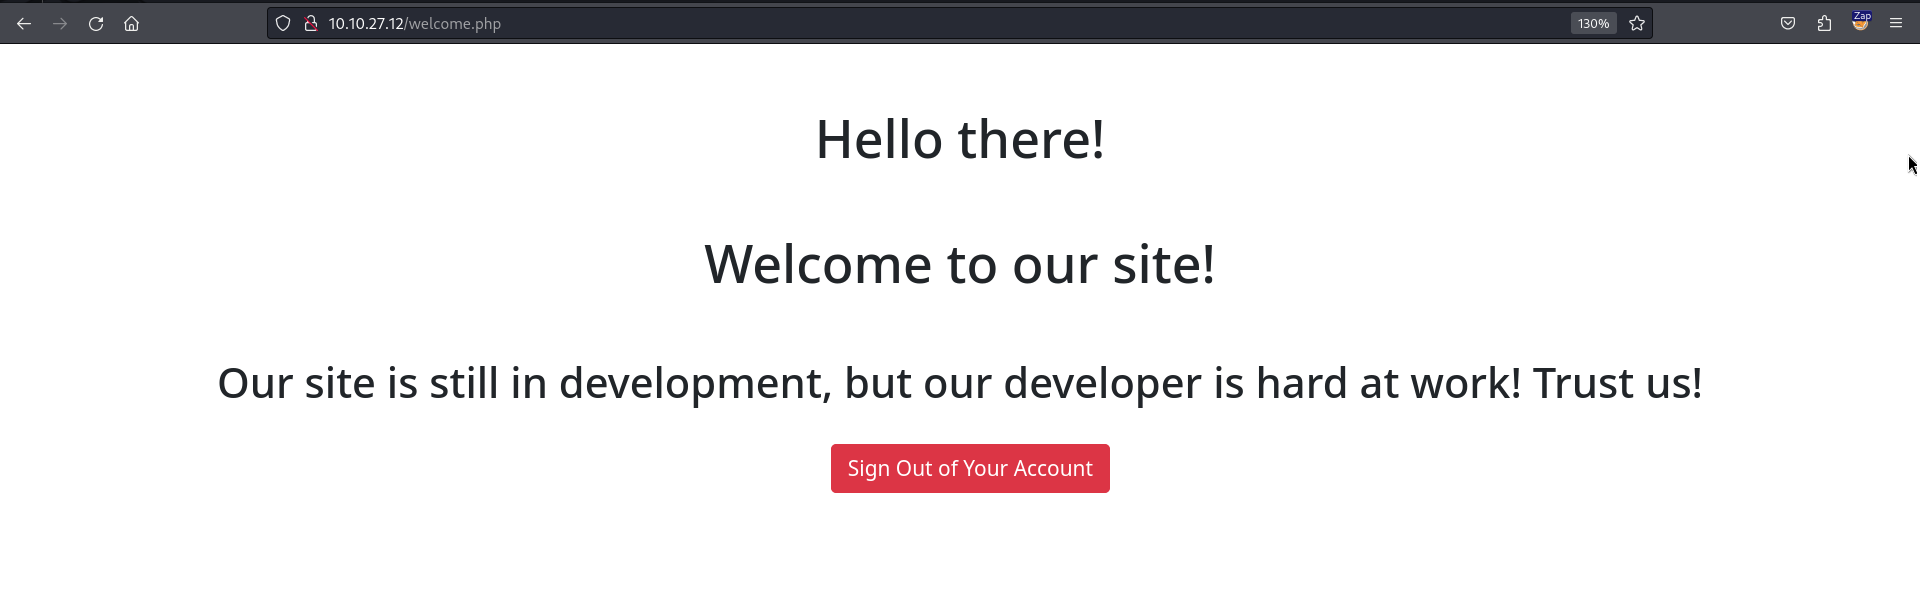 10.10.27.12/welcome.php
130%
Zap
Hello there!
Welcome to our site!
Our site is still in development, but our developer is hard at work! Trust us!
Sign Out of Your Account